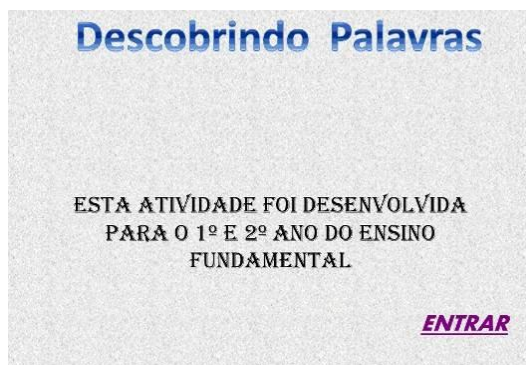 Descobrindo Palavras
ESTA ATIVIDADE FOI DESENVOLVIDA
PARA O 1º E 2º ANO DO ENSINO
FUNDAMENTAL
ENTRAR